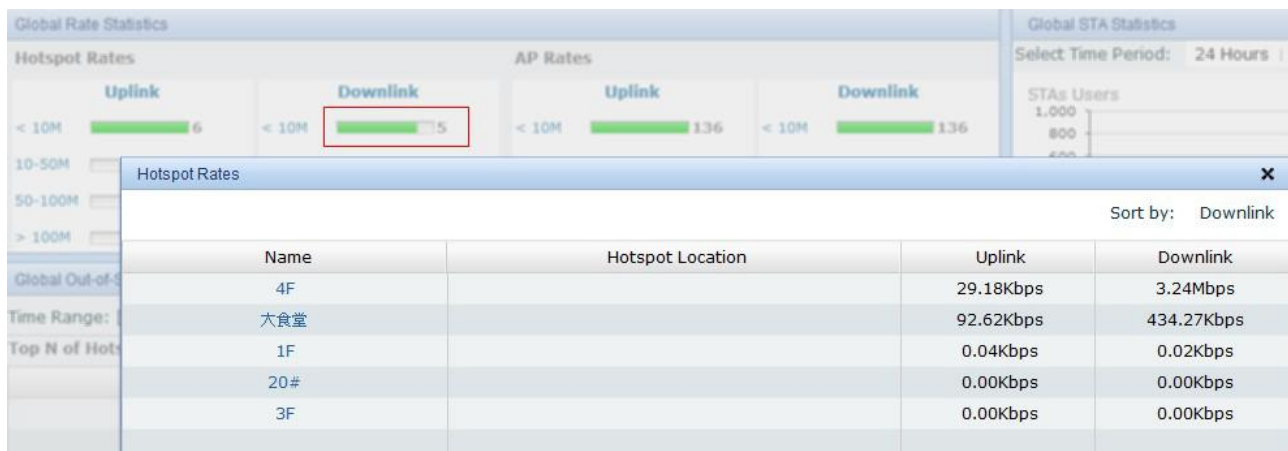 Global Rate Statistics
Global STA Statistics
Hotspot Rates
AP Rates
Select Time Period: 24 Hours
Uplink Downlink Uplink Downlink
STAs Users
1,000
< 10M 6 < 10M 5 < 10M 136 < 10M 136
800
10-50M
50-100M
> 100M
Hotspot Rates x
Sort by: Downlink
Name Hotspot Location Uplink Downlink
4F 29.18Kbps 3.24Mbps
大食堂 92.62Kbps 434.27Kbps
1F 0.04Kbps 0.02Kbps
20# 0.00Kbps 0.00Kbps
3F 0.00Kbps 0.00Kbps
Global Out-of-S
Time Range:
Top N of Hots